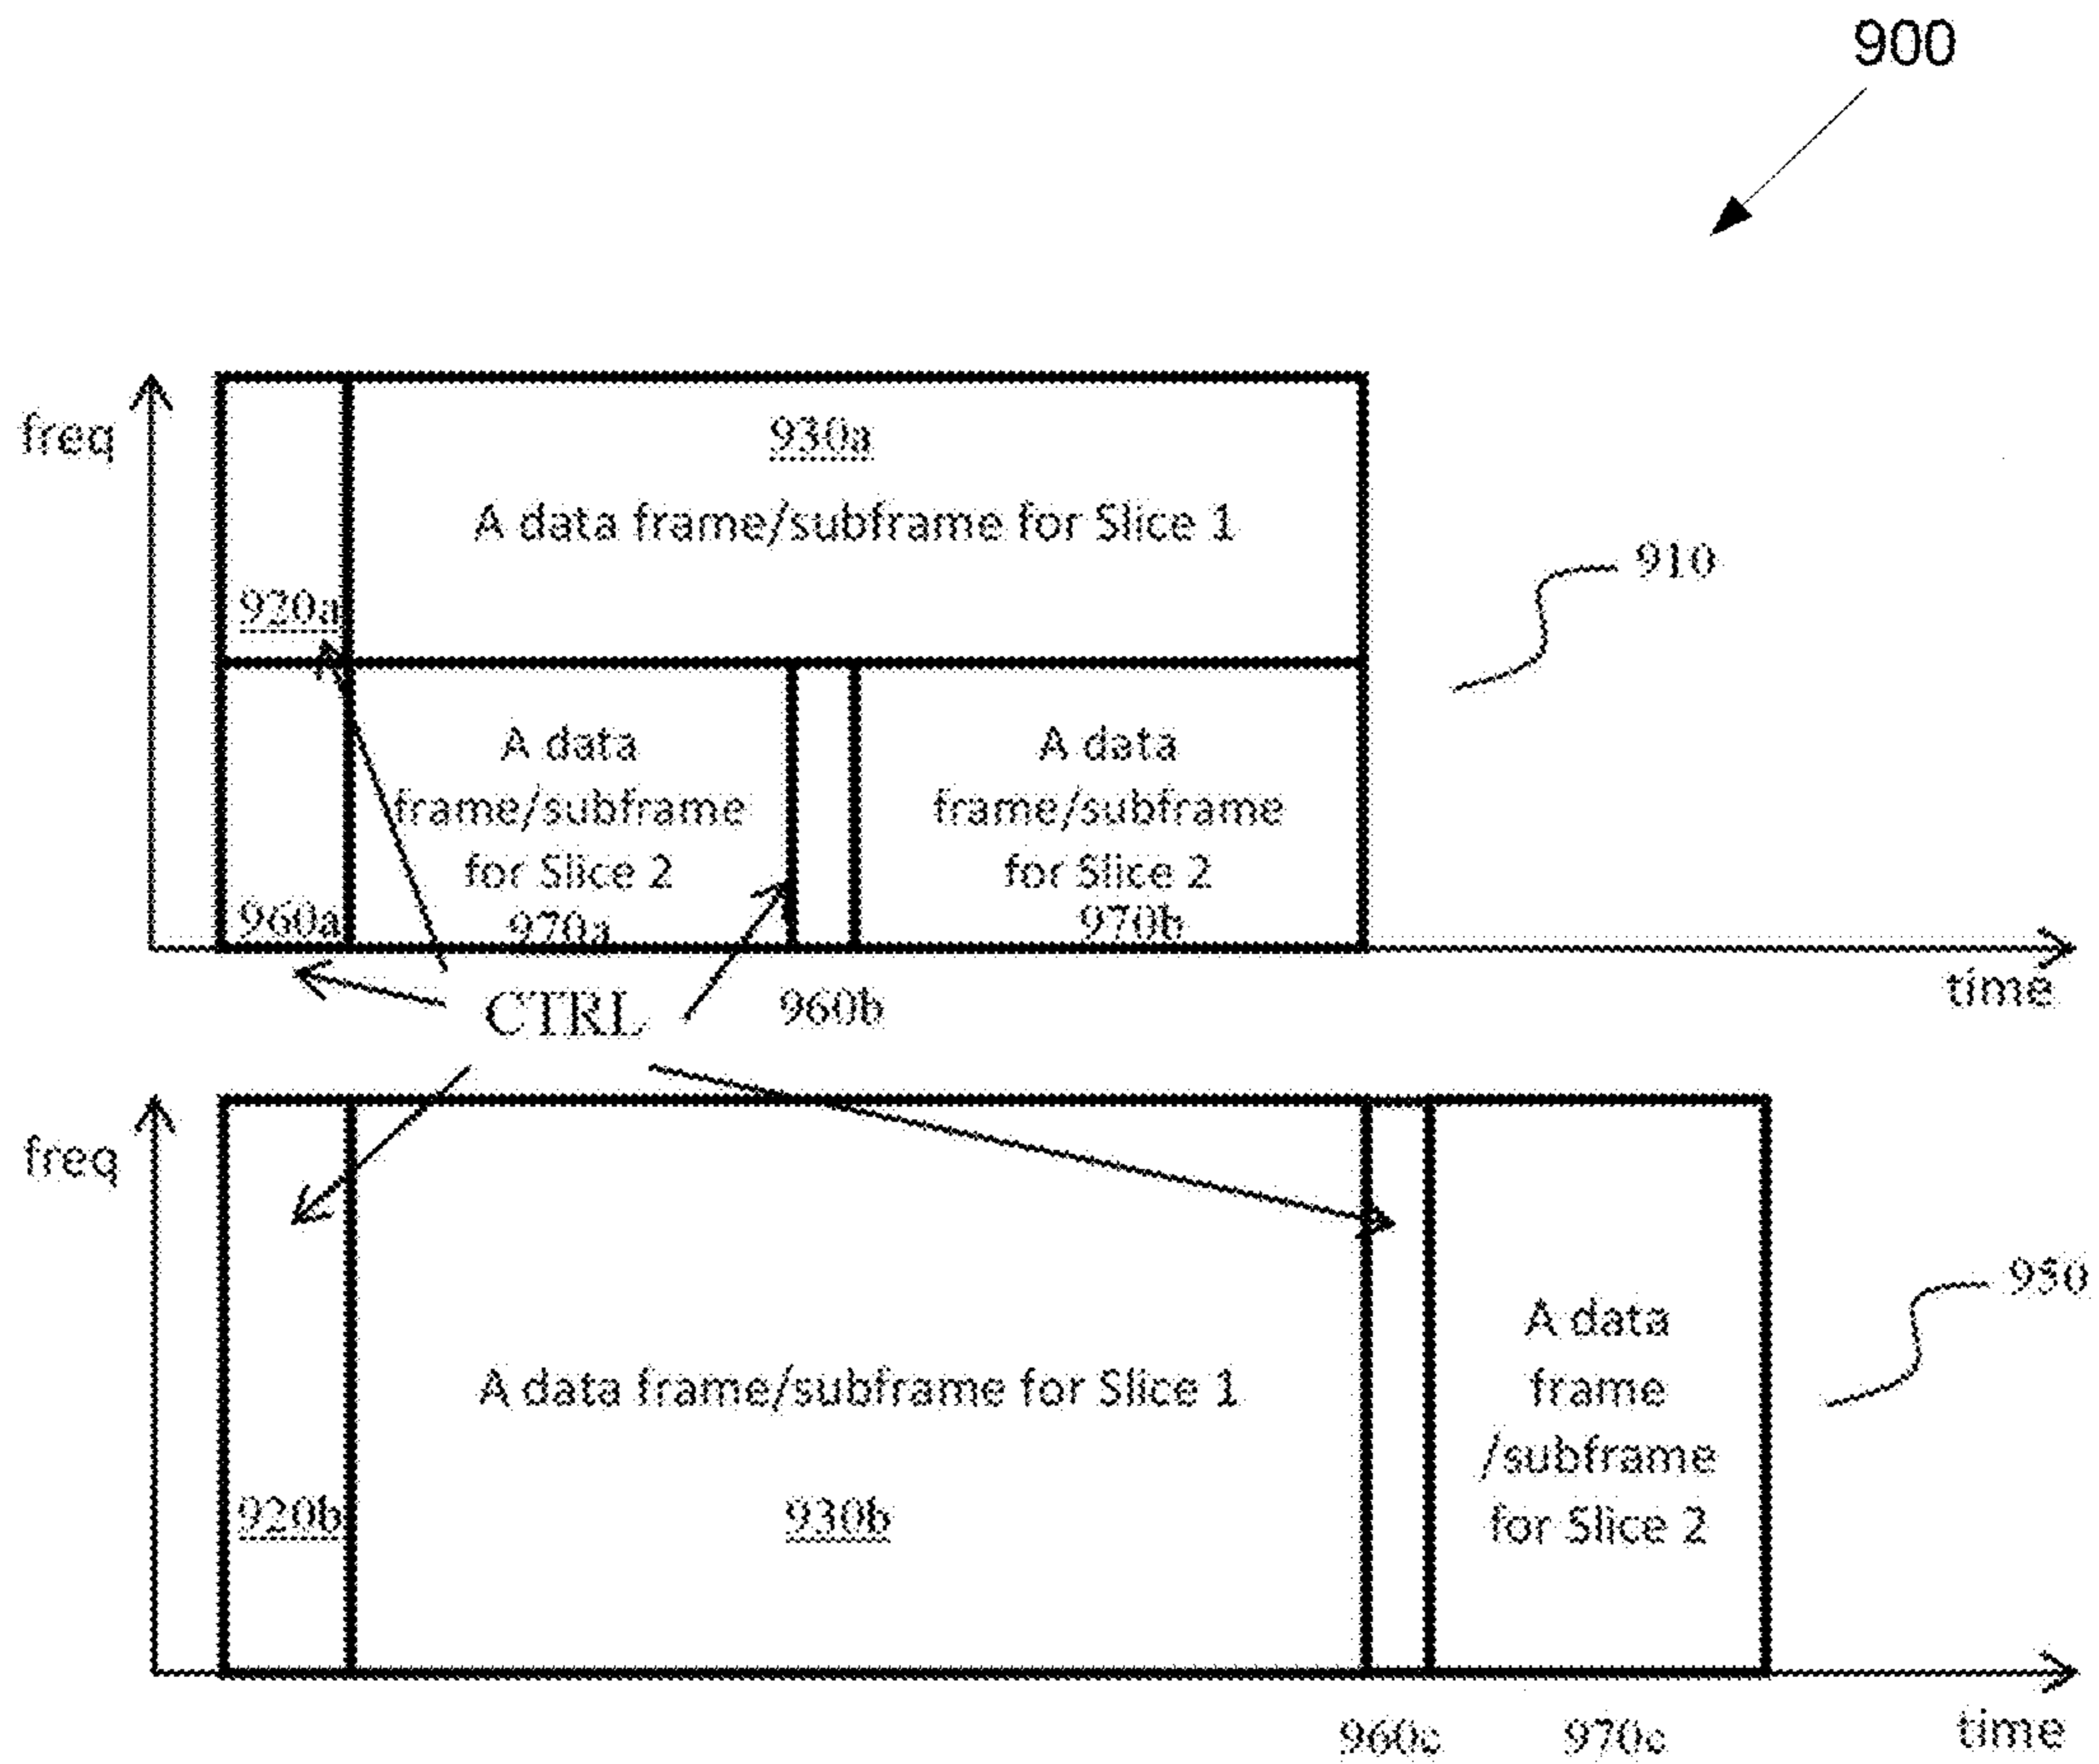 900
freq
930a
A data frame/subframe for Slice 1
910
920a
A data
frame/subframe
for Slice 2
970a
A data
frame/subframe
for Slice 2
970b
960a
time
CTRL
960b
freq
950
A data frame/subframe for Slice 1
A data
frame
/subframe
for Slice 2
920b
930b
960c
970c
time